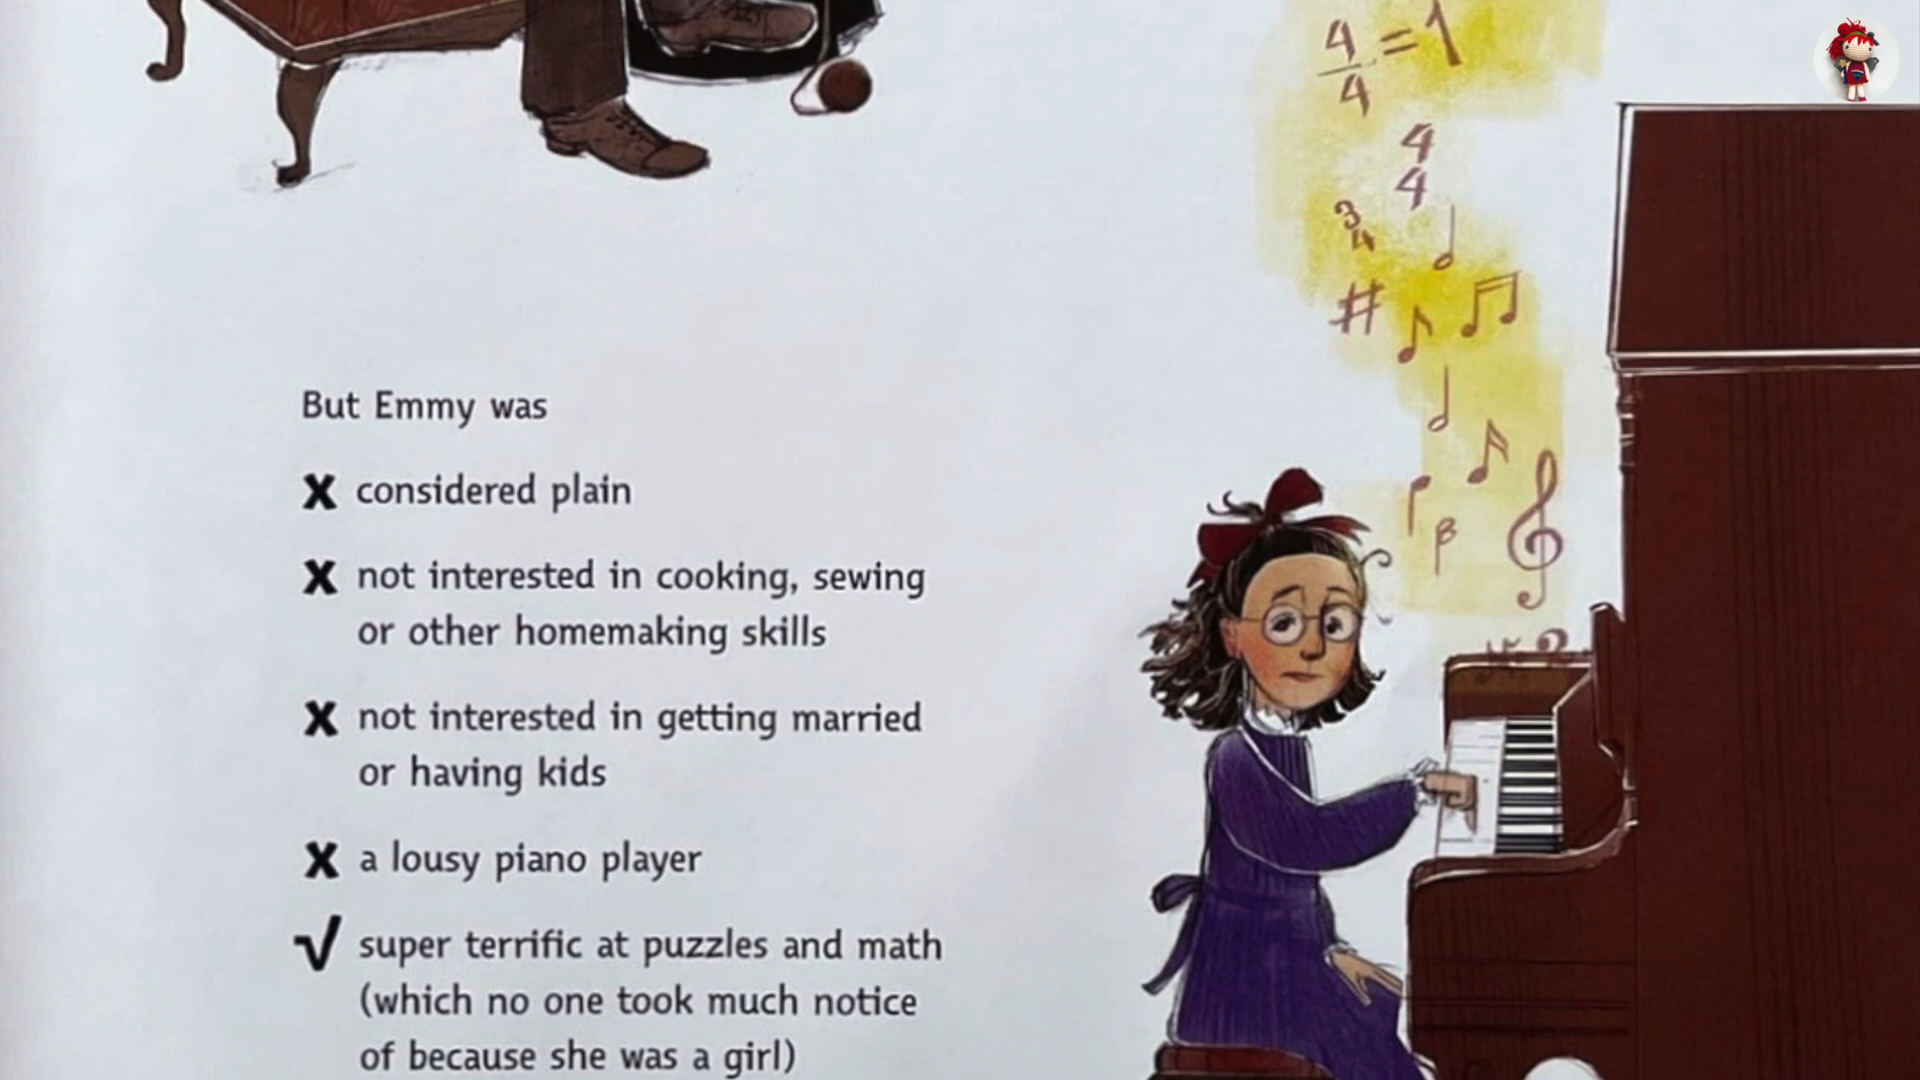 4/4 = 1
4
4
3
4
But Emmy was
X considered plain
X not interested in cooking, sewing
or other homemaking skills
X not interested in getting married
or having kids
X a lousy piano player
√ super terrific at puzzles and math
(which no one took much notice
of because she was a girl)